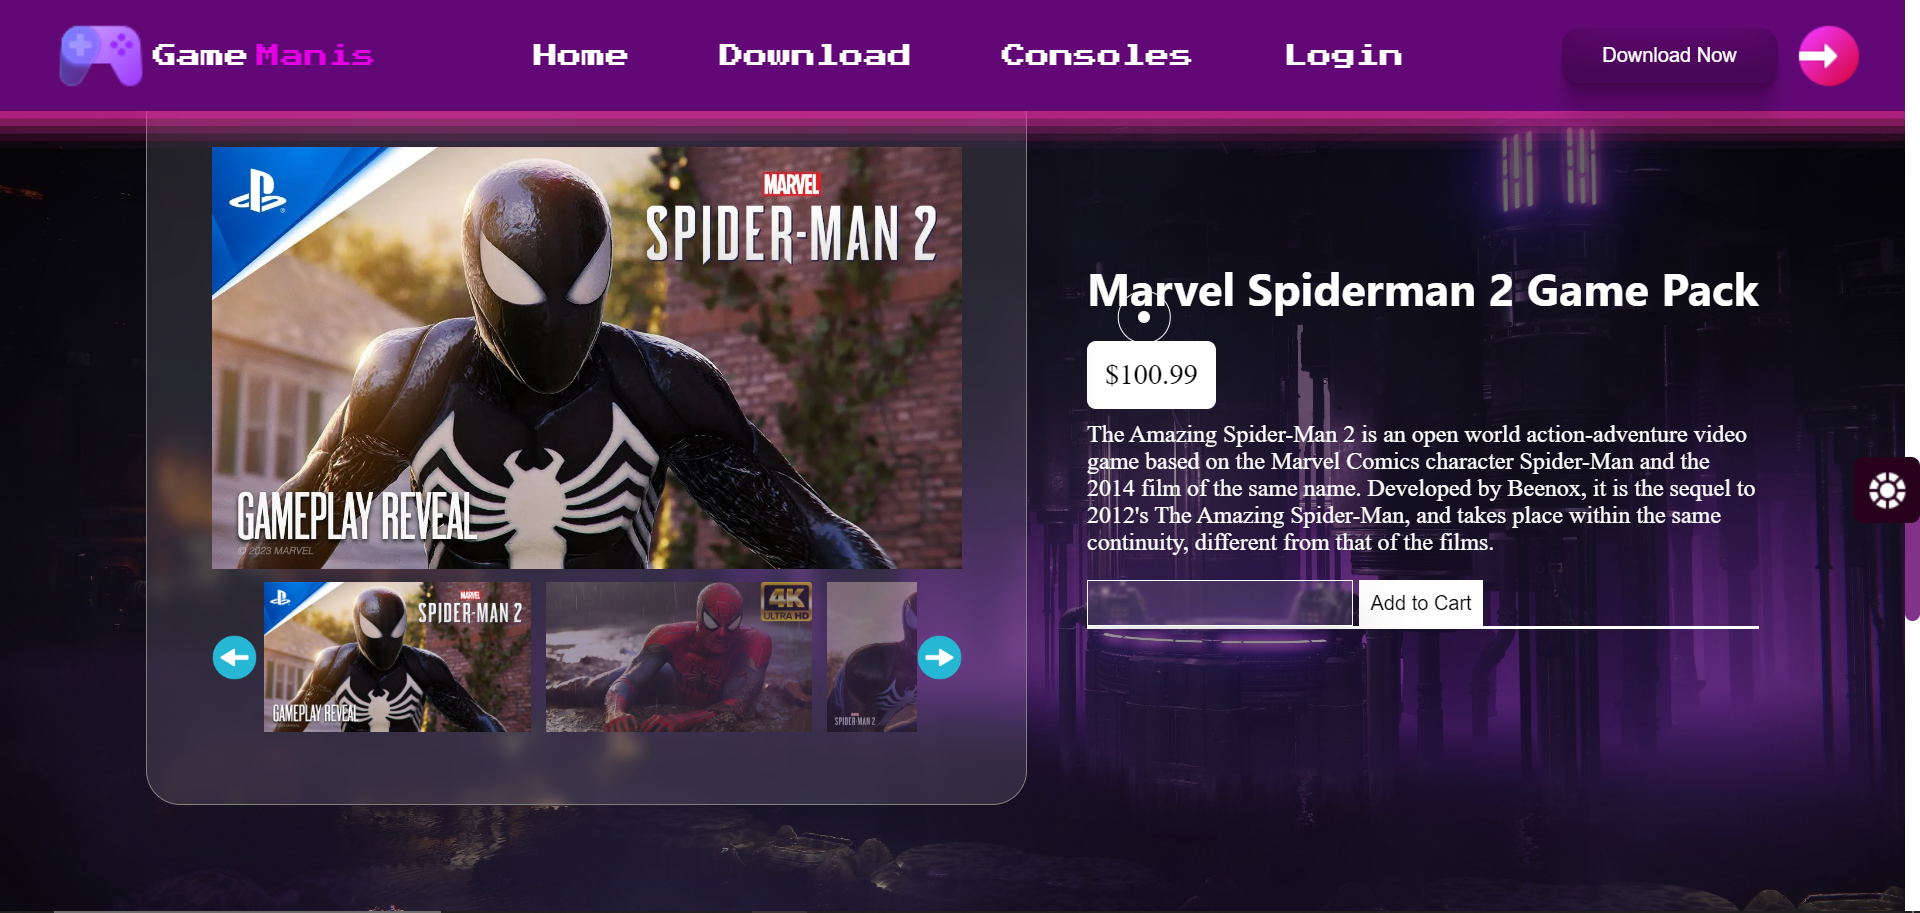 Game Manis
Home
Download
Consoles
Login
Download Now
MARVEL
SPIDER-MAN 2
GAMEPLAY REVEAL
© 2023 MARVEL
Marvel Spiderman 2 Game Pack
$100.99
The Amazing Spider-Man 2 is an open world action-adventure video
game based on the Marvel Comics character Spider-Man and the
2014 film of the same name. Developed by Beenox, it is the sequel to
2012's The Amazing Spider-Man, and takes place within the same
continuity, different from that of the films.
Add to Cart
MARVEL
SPIDER-MAN 2
GAMEPLAY REVEAL
4K
ULTRA HD
SPIDER-MAN 2